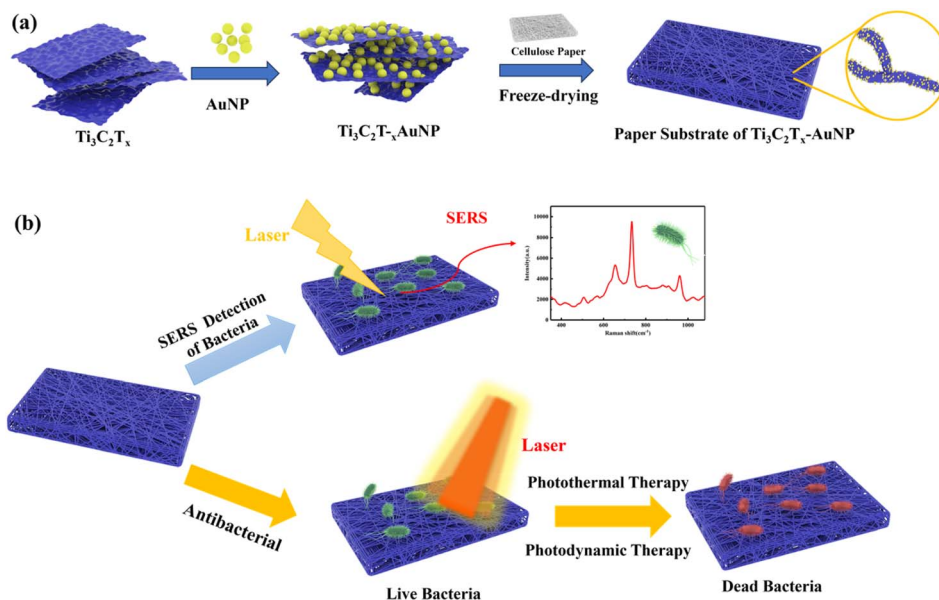 (a)
AuNP
Cellulose Paper
Freeze-drying
Ti₃C₂Tₓ
Ti₃C₂T-ₓAuNP
Paper Substrate of Ti₃C₂Tₓ-AuNP
(b)
Laser
SERS
SERS Detection
of Bacteria
10000
8000
6000
4000
2000
Intensity(a.u.)
400
600
800
1000
Raman shift(cm⁻¹)
Antibacterial
Laser
Live Bacteria
Photothermal Therapy
Photodynamic Therapy
Dead Bacteria